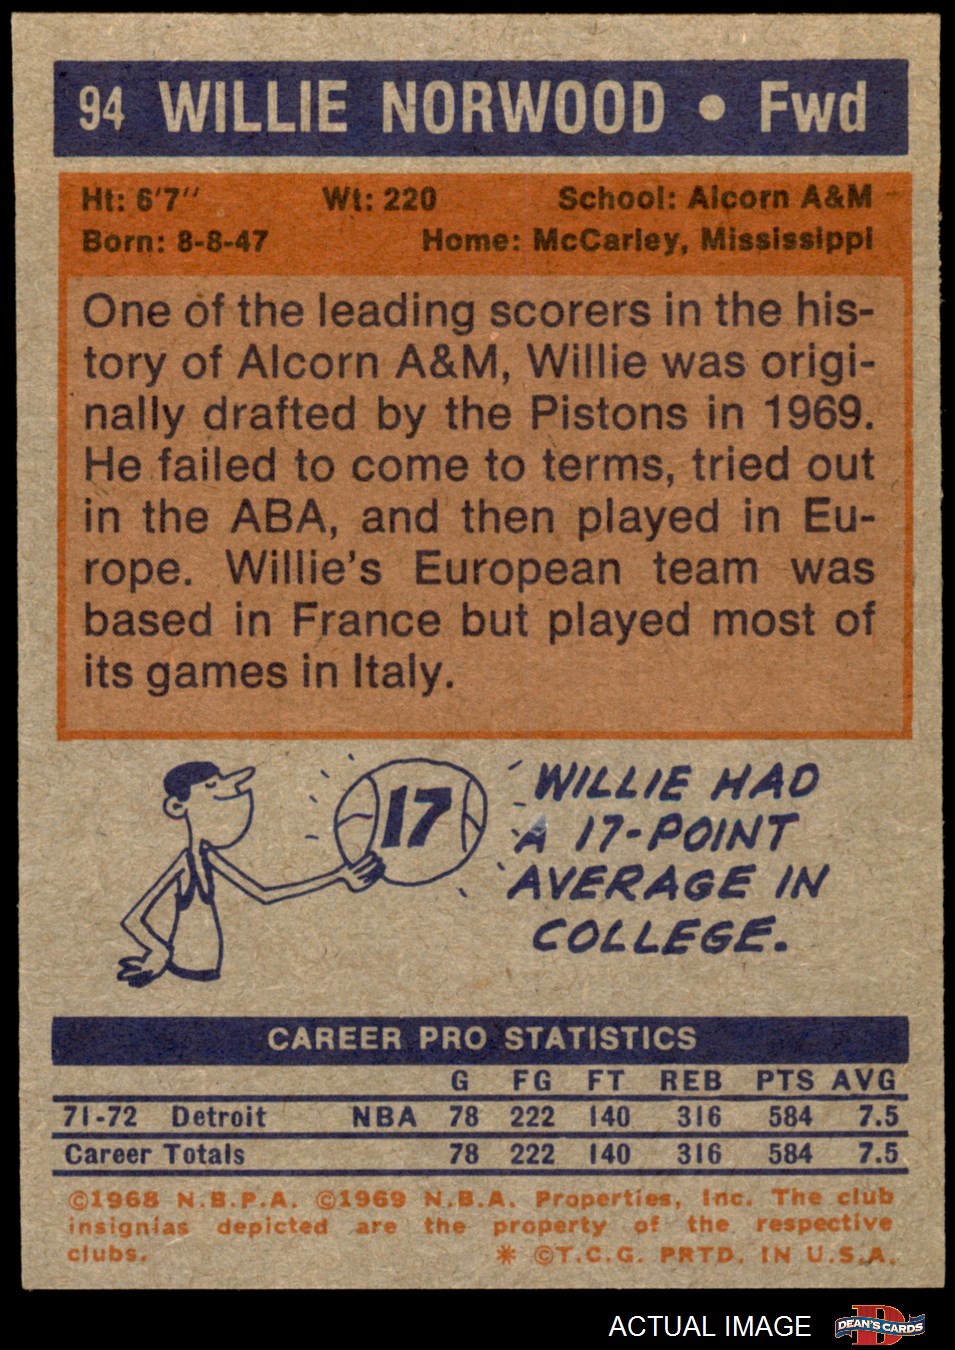 94 WILLIE NORWOOD • Fwd
Ht: 6'7" Wt: 220 School: Alcorn A&M
Born: 8-8-47 Home: McCarley, Mississippi
One of the leading scorers in the his-
tory of Alcorn A&M, Willie was origi-
nally drafted by the Pistons in 1969.
He failed to come to terms, tried out
in the ABA, and then played in Eu-
rope. Willie's European team was
based in France but played most of
its games in Italy.
17
WILLIE HAD
A 17-POINT
AVERAGE IN
COLLEGE.
CAREER PRO STATISTICS
G FG FT REB PTS AVG
71-72 Detroit NBA 78 222 140 316 584 7.5
Career Totals 78 222 140 316 584 7.5
©1968 N.B.P.A. ©1969 N.B.A. Properties, Inc. The club
insignias depicted are the property of the respective
clubs. * ©T.C.G. PRTD. IN U.S.A.
ACTUAL IMAGE
D
DEAN'S CARDS